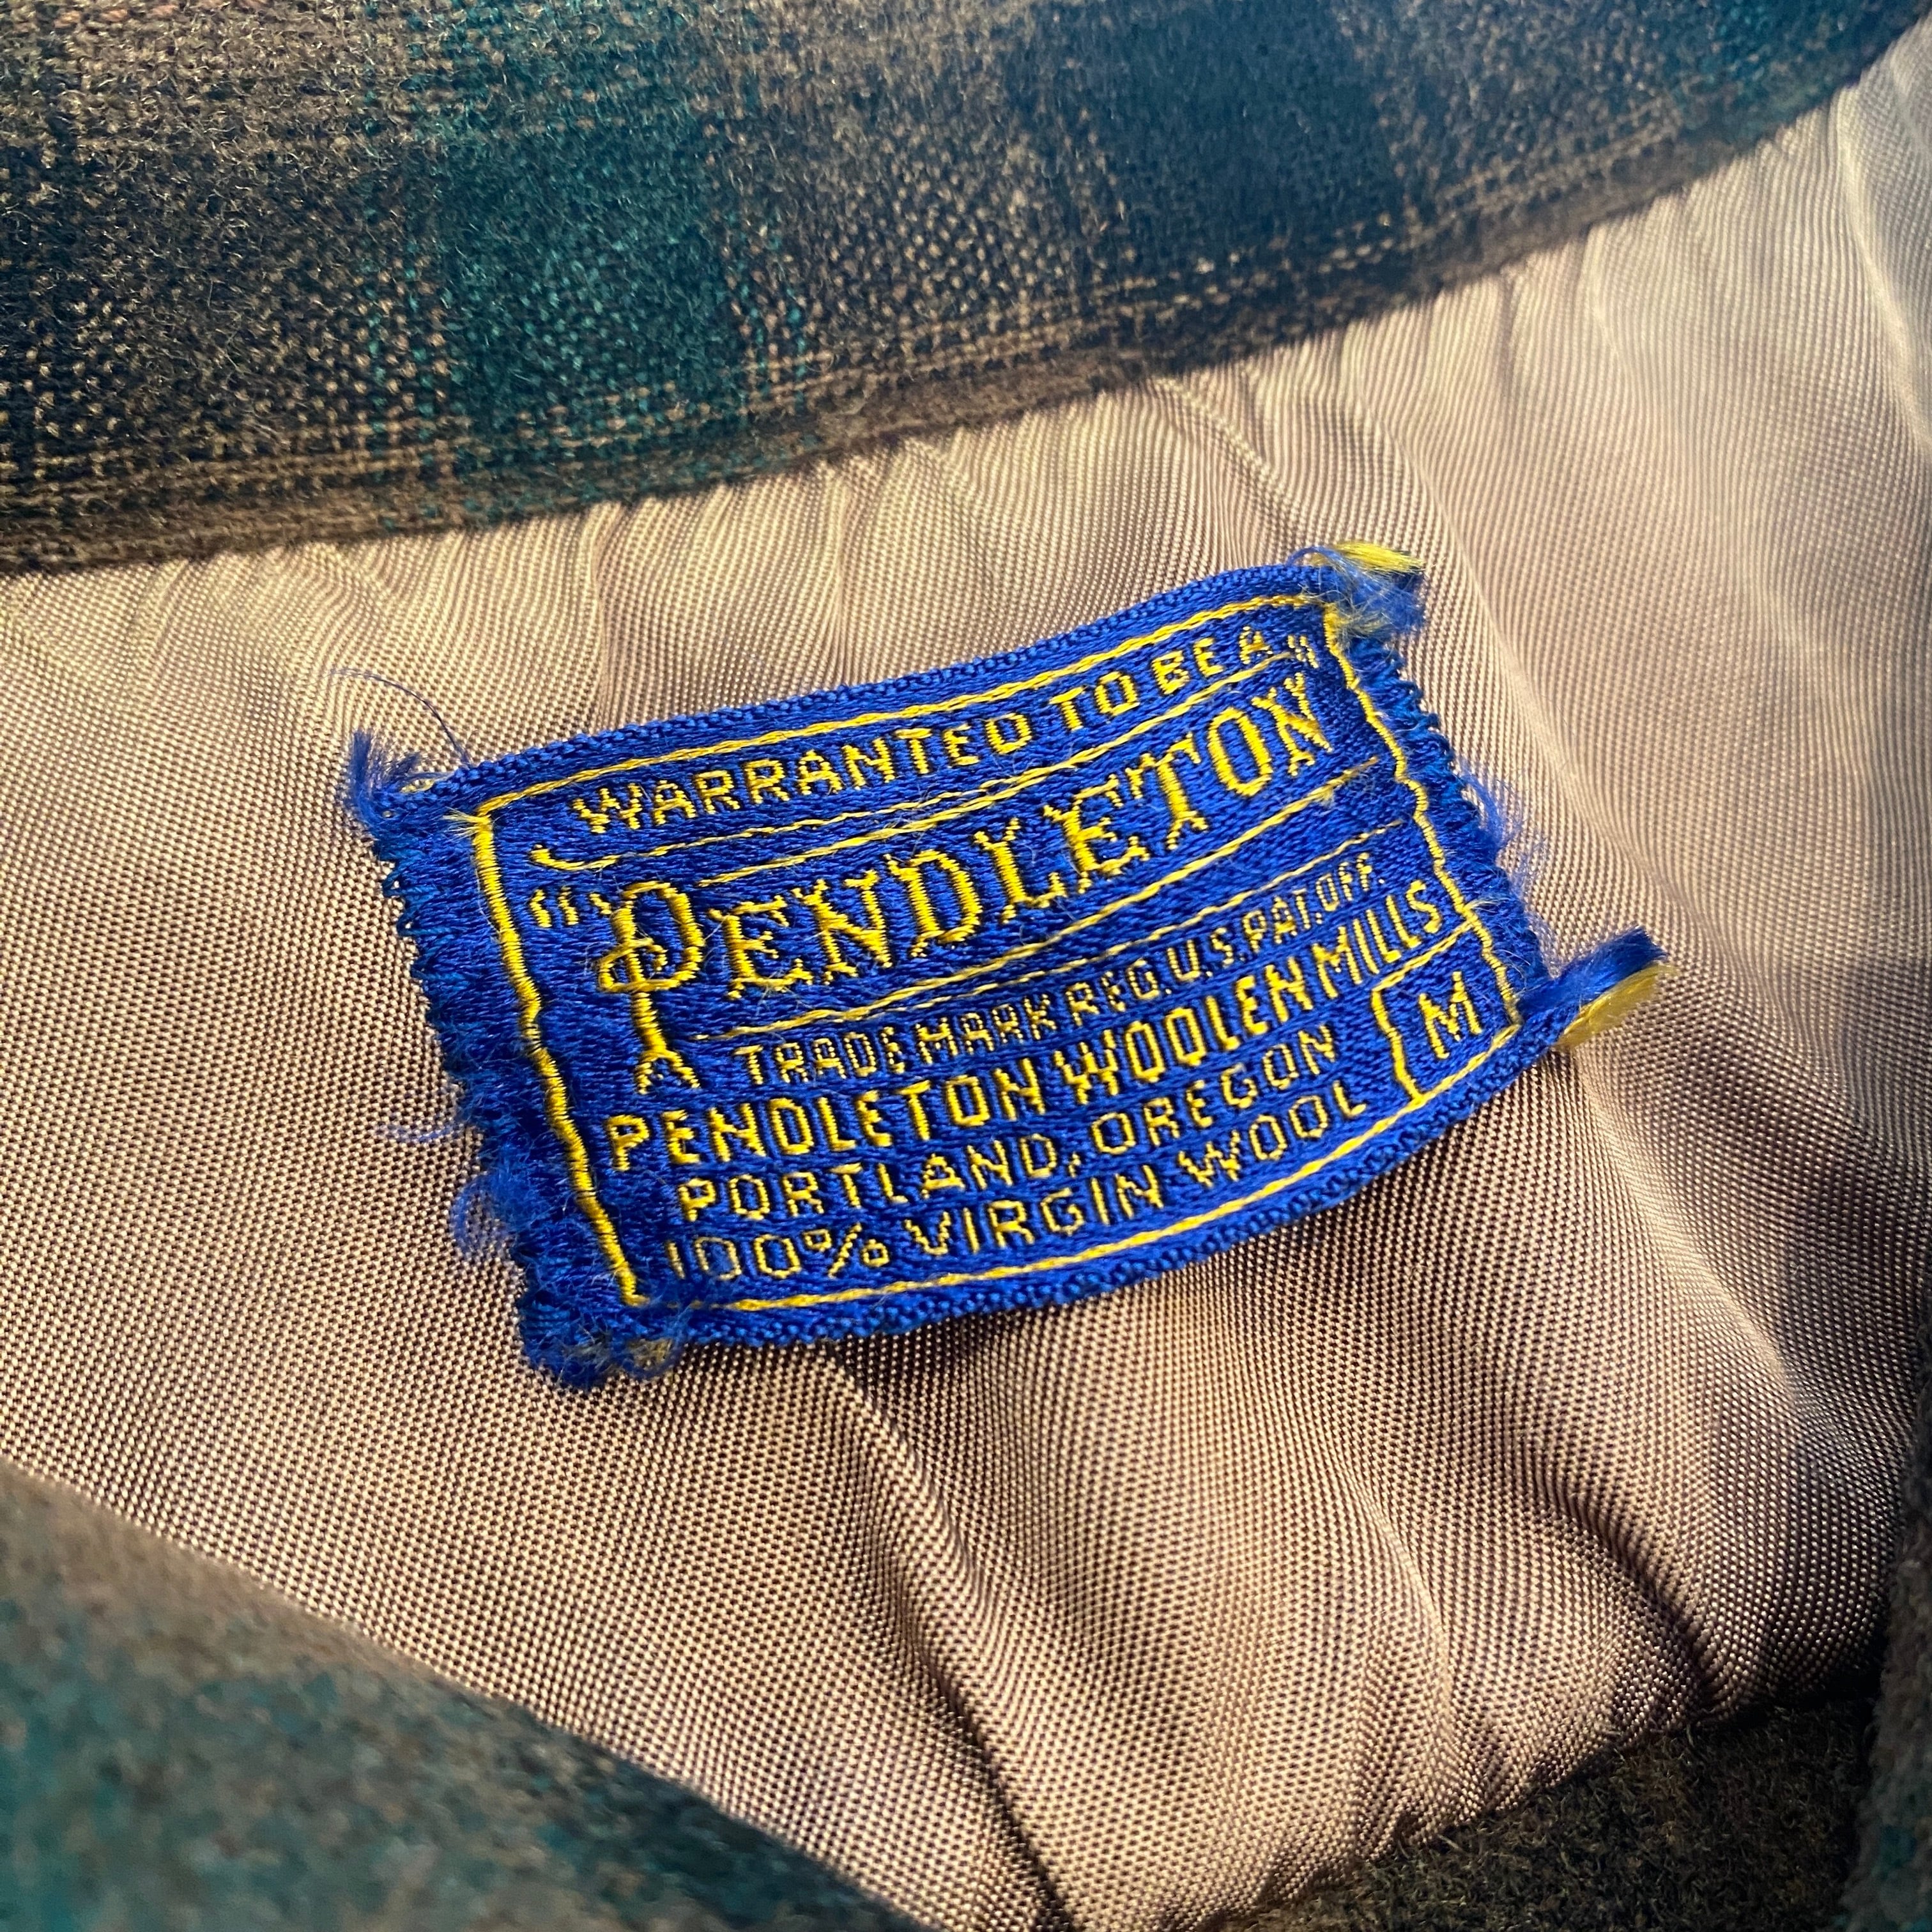 WARRANTED TO BE A
"PENDLETON"
TRADE MARK REG. U.S. PAT. OFF.
PENDLETON WOOLEN MILLS
PORTLAND, OREGON
100% VIRGIN WOOL
M